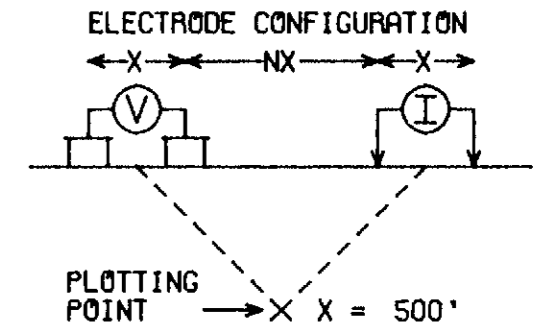 ELECTRODE CONFIGURATION
X NX X
V I
PLOTTING
POINT X X = 500'